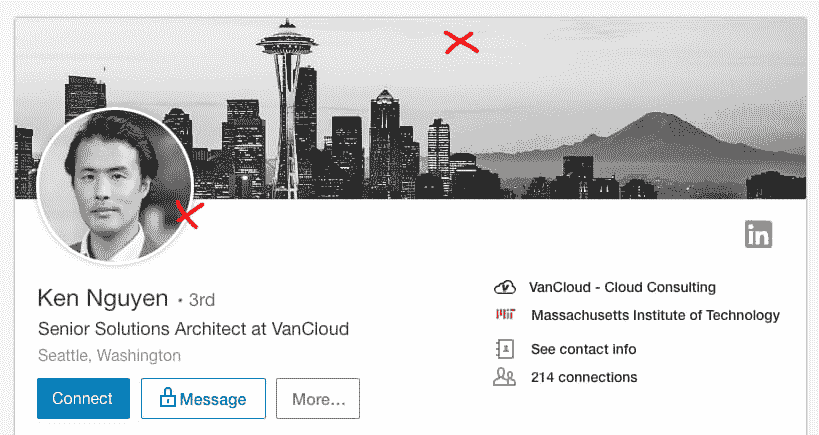 in
Ken Nguyen • 3rd
Senior Solutions Architect at VanCloud
Seattle, Washington
Connect
Message
More...
VanCloud - Cloud Consulting
MIT Massachusetts Institute of Technology
See contact info
214 connections